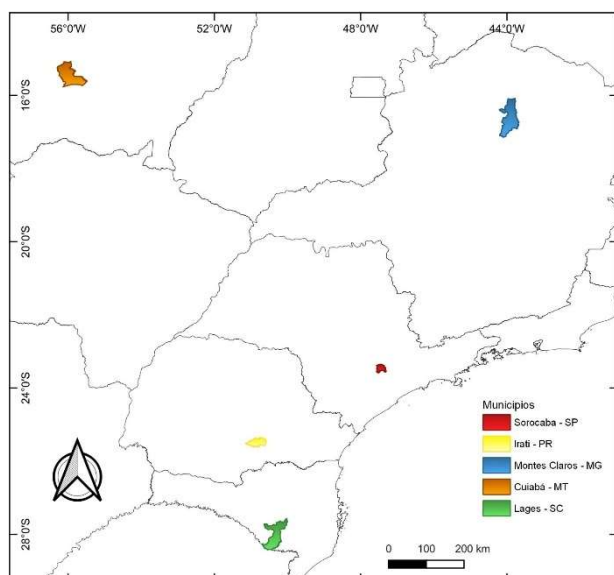 56.0°W 52.0°W 48.0°W 44.0°W
16.0°S
20.0°S
24.0°S
28.0°S
Municipios
Sorocaba - SP
Irati - PR
Montes Claros - MG
Cuiabá - MT
Lages - SC
0 100 200 km